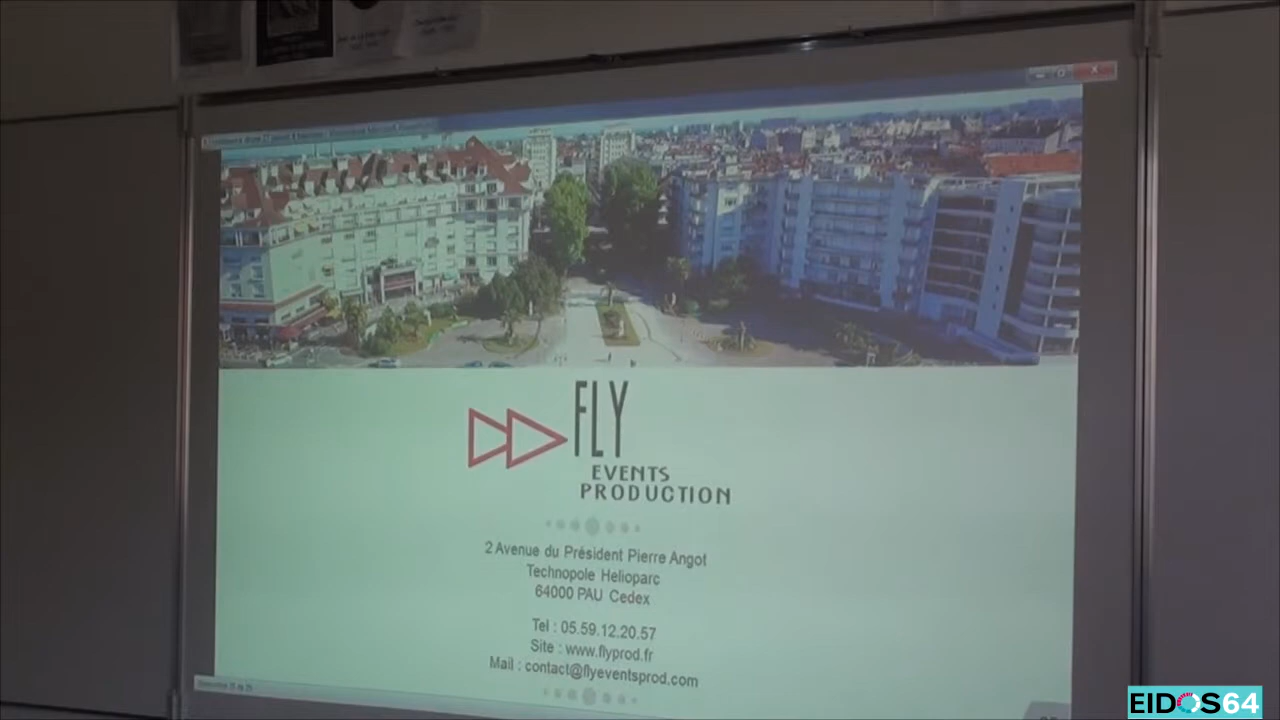 FLY
EVENTS
PRODUCTION
2 Avenue du Président Pierre Angot
Technopole Helioparc
64000 PAU Cedex
Tel : 05.59.12.20.57
Site : www.flyprod.fr
Mail : contact@flyeventsprod.com
EIDOS64